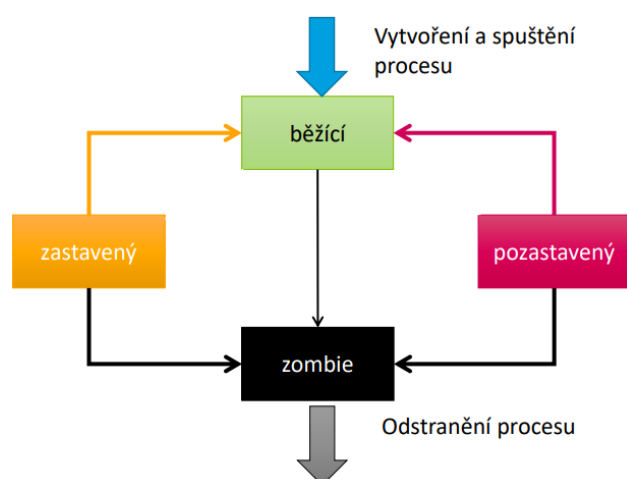 Vytvoření a spuštění
procesu
běžící
zastavený
pozastavený
zombie
Odstranění procesu